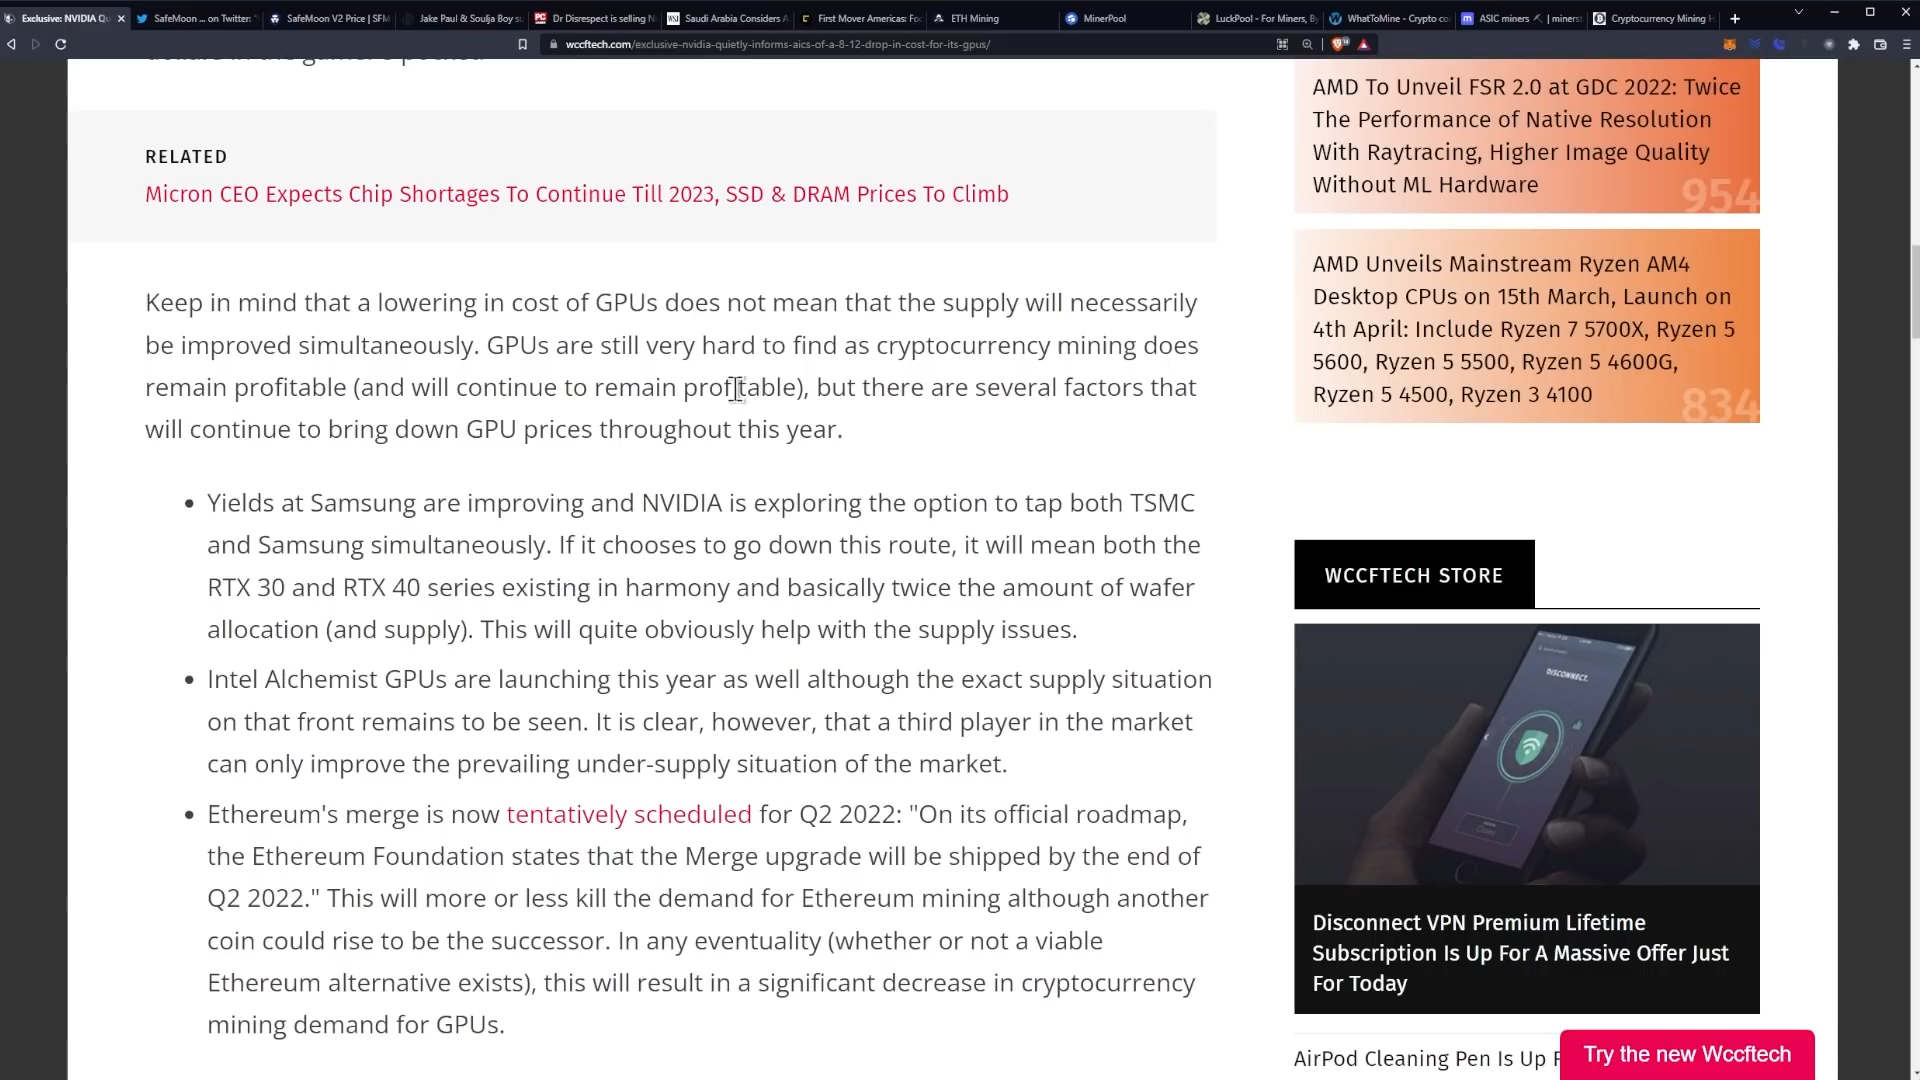 Exclusive: NVIDIA Qu
SafeMoon ... on Twitter: "
SafeMoon V2 Price | SFM
Jake Paul & Soulja Boy su
Dr Disrespect is selling N
Saudi Arabia Considers A
First Mover Americas: Fo
ETH Mining
MinerPool
LuckPool - For Miners, By
WhatToMine - Crypto co
ASIC miners
minerst
Cryptocurrency Mining H
wccftech.com/exclusive-nvidia-quietly-informs-aics-of-a-8-12-drop-in-cost-for-its-gpus/
RELATED
Micron CEO Expects Chip Shortages To Continue Till 2023, SSD & DRAM Prices To Climb
Keep in mind that a lowering in cost of GPUs does not mean that the supply will necessarily
be improved simultaneously. GPUs are still very hard to find as cryptocurrency mining does
remain profitable (and will continue to remain profitable), but there are several factors that
will continue to bring down GPU prices throughout this year.
• Yields at Samsung are improving and NVIDIA is exploring the option to tap both TSMC
and Samsung simultaneously. If it chooses to go down this route, it will mean both the
RTX 30 and RTX 40 series existing in harmony and basically twice the amount of wafer
allocation (and supply). This will quite obviously help with the supply issues.
• Intel Alchemist GPUs are launching this year as well although the exact supply situation
on that front remains to be seen. It is clear, however, that a third player in the market
can only improve the prevailing under-supply situation of the market.
• Ethereum's merge is now tentatively scheduled for Q2 2022: "On its official roadmap,
the Ethereum Foundation states that the Merge upgrade will be shipped by the end of
Q2 2022." This will more or less kill the demand for Ethereum mining although another
coin could rise to be the successor. In any eventuality (whether or not a viable
Ethereum alternative exists), this will result in a significant decrease in cryptocurrency
mining demand for GPUs.
AMD To Unveil FSR 2.0 at GDC 2022: Twice
The Performance of Native Resolution
With Raytracing, Higher Image Quality
Without ML Hardware
954
AMD Unveils Mainstream Ryzen AM4
Desktop CPUs on 15th March, Launch on
4th April: Include Ryzen 7 5700X, Ryzen 5
5600, Ryzen 5 5500, Ryzen 5 4600G,
Ryzen 5 4500, Ryzen 3 4100
834
WCCFTECH STORE
DISCONNECT.
Disconnect VPN Premium Lifetime
Subscription Is Up For A Massive Offer Just
For Today
AirPod Cleaning Pen Is Up F
Try the new Wccftech